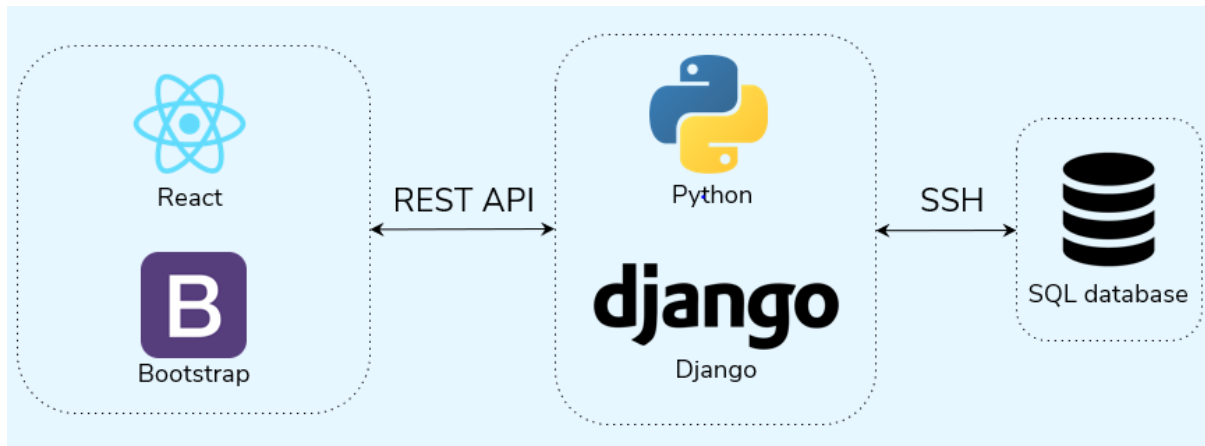 React
B
Bootstrap
REST API
Python
django
Django
SSH
SQL database